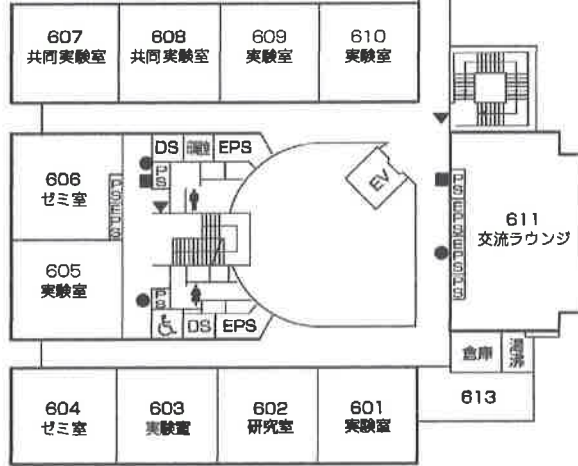 607
共同実験室
608
共同実験室
609
実験室
610
実験室
DS
EPS
PS
606
ゼミ室
PS
EPS
EV
PS
EPS
EPS
PS
611
交流ラウンジ
605
実験室
PS
DS
EPS
倉庫
604
ゼミ室
603
実験室
602
研究室
601
実験室
613